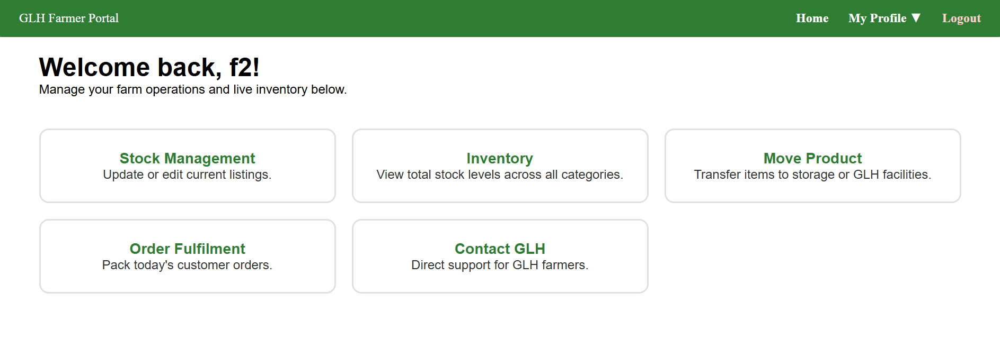 GLH Farmer Portal
Home
My Profile ▼
Logout
Welcome back, f2!
Manage your farm operations and live inventory below.
Stock Management
Update or edit current listings.
Inventory
View total stock levels across all categories.
Move Product
Transfer items to storage or GLH facilities.
Order Fulfilment
Pack today's customer orders.
Contact GLH
Direct support for GLH farmers.